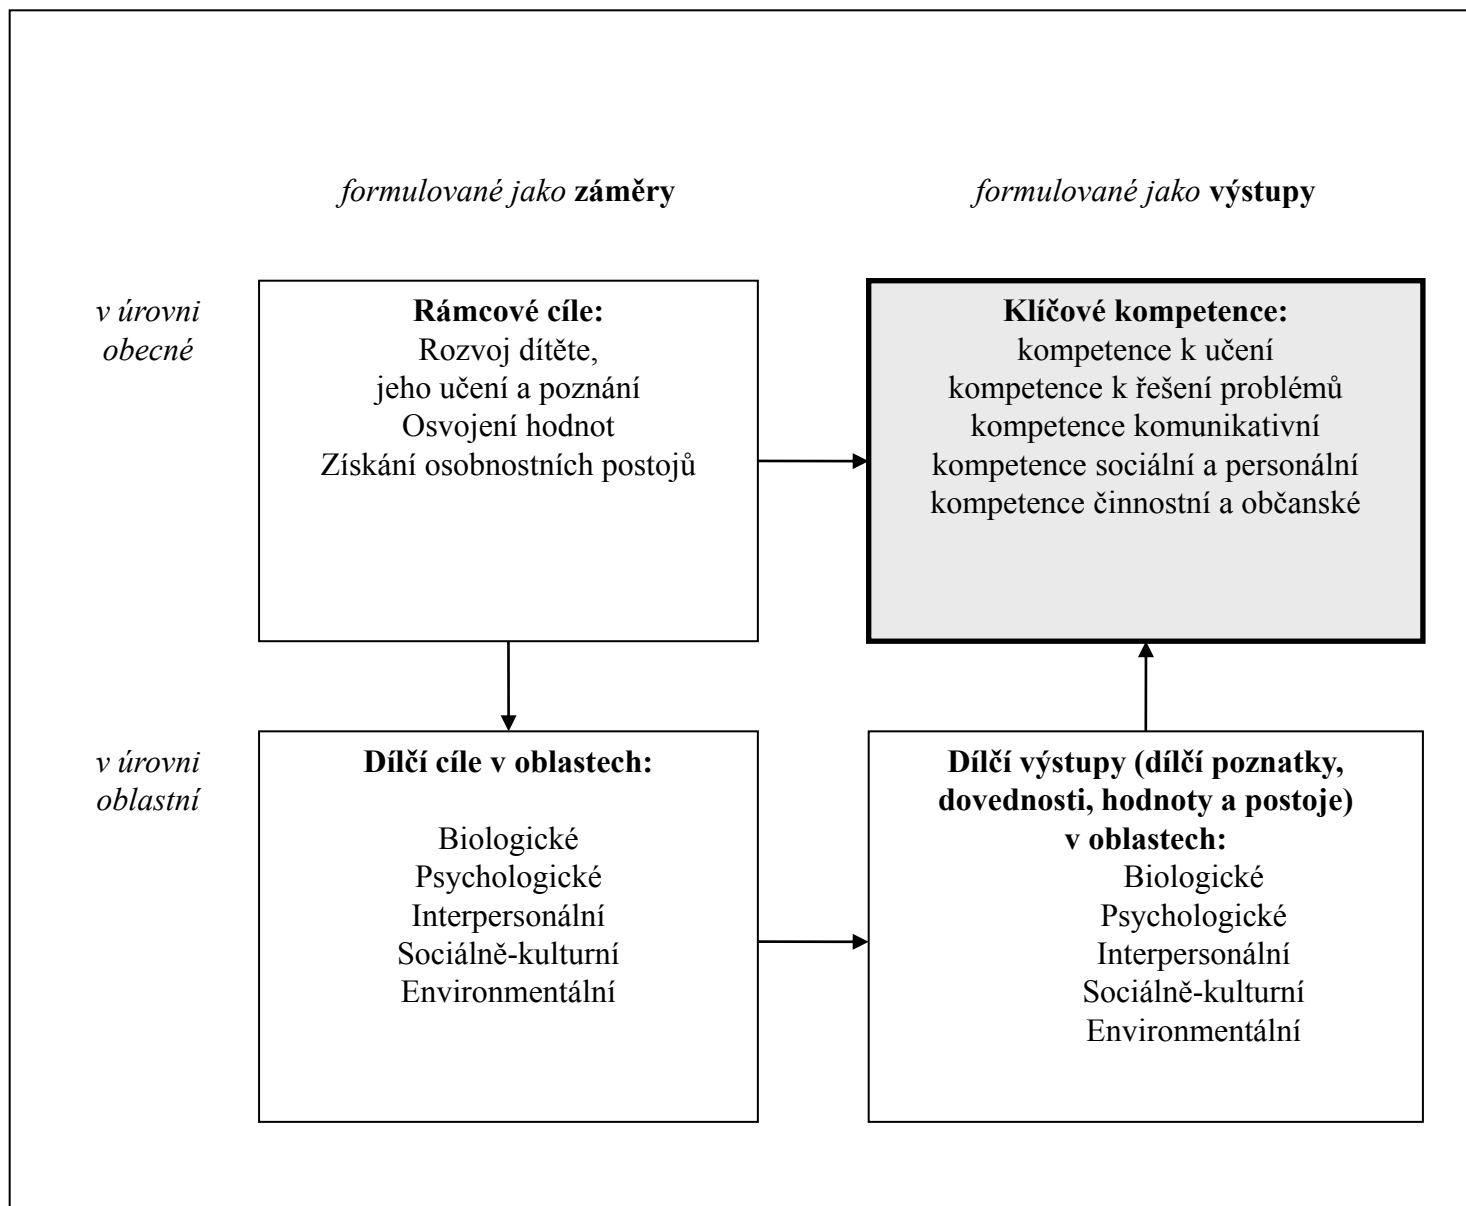 formulované jako záměry
formulované jako výstupy
v úrovni
obecné
Rámcové cíle:
Rozvoj dítěte,
jeho učení a poznání
Osvojení hodnot
Získání osobnostních postojů
Klíčové kompetence:
kompetence k učení
kompetence k řešení problémů
kompetence komunikativní
kompetence sociální a personální
kompetence činnostní a občanské
v úrovni
oblastní
Dílčí cíle v oblastech:
Biologické
Psychologické
Interpersonální
Sociálně-kulturní
Environmentální
Dílčí výstupy (dílčí poznatky,
dovednosti, hodnoty a postoje)
v oblastech:
Biologické
Psychologické
Interpersonální
Sociálně-kulturní
Environmentální